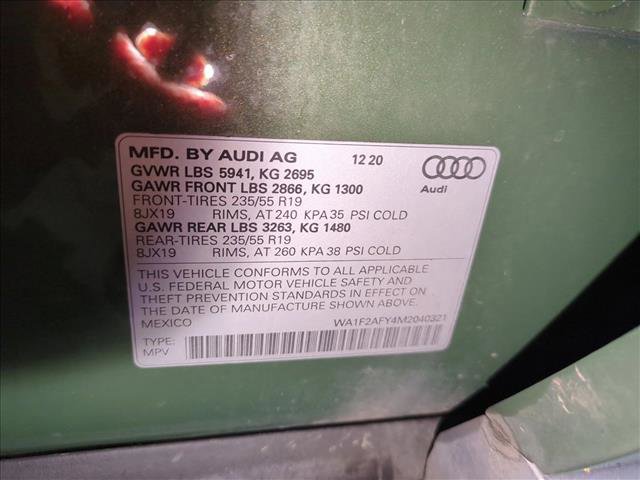 MFD. BY AUDI AG 12 20
GVWR LBS 5941, KG 2695
GAWR FRONT LBS 2866, KG 1300
FRONT-TIRES 235/55 R19
8JX19 RIMS, AT 240 KPA 35 PSI COLD
GAWR REAR LBS 3263, KG 1480
REAR-TIRES 235/55 R19
8JX19 RIMS, AT 260 KPA 38 PSI COLD
Audi
THIS VEHICLE CONFORMS TO ALL APPLICABLE
U.S. FEDERAL MOTOR VEHICLE SAFETY AND
THEFT PREVENTION STANDARDS IN EFFECT ON
THE DATE OF MANUFACTURE SHOWN ABOVE.
MEXICO WA1F2AFY4M2040321
TYPE:
MPV